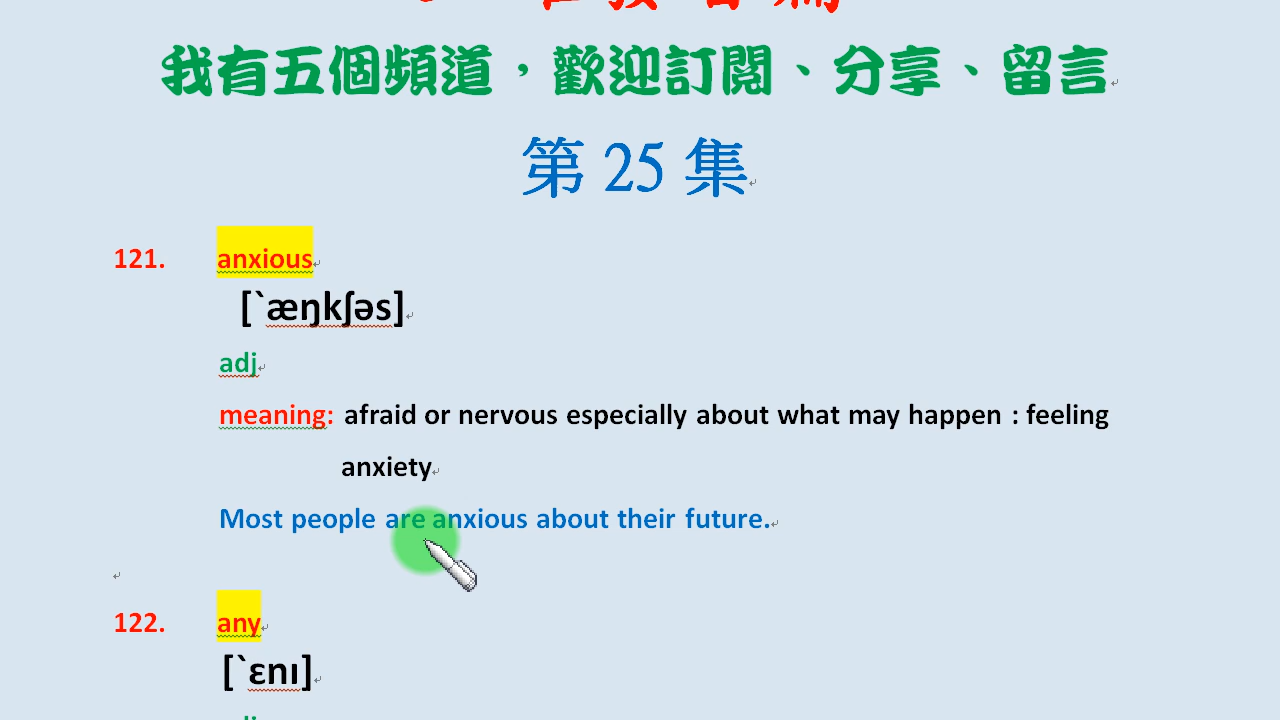 我有五個頻道，歡迎訂閱、分享、留言
第 25 集
121. anxious
[ˋæŋkʃəs]
adj
meaning: afraid or nervous especially about what may happen : feeling
anxiety
Most people are anxious about their future.
122. any
[ˋɛnɪ]